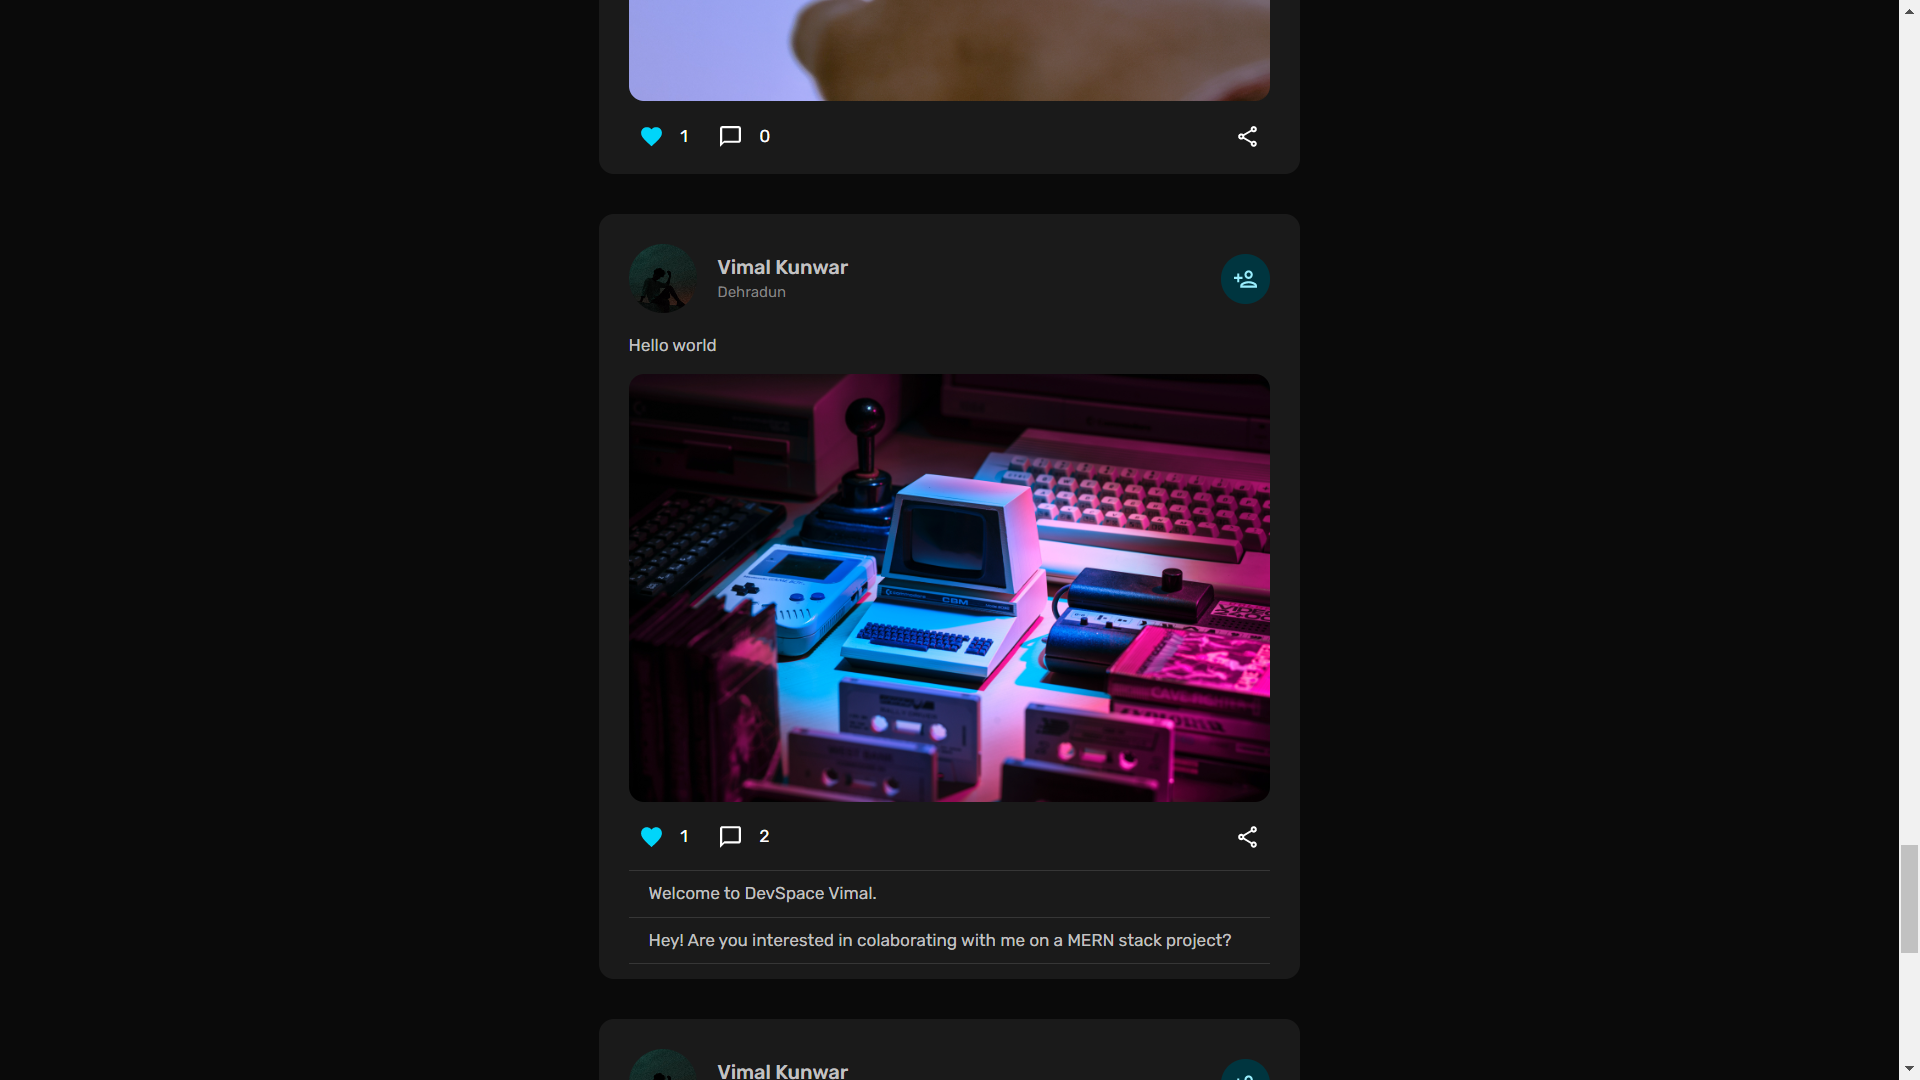 1 0
Vimal Kunwar
Dehradun
Hello world
CBM
1 2
Welcome to DevSpace Vimal.
Hey! Are you interested in colaborating with me on a MERN stack project?
Vimal Kunwar